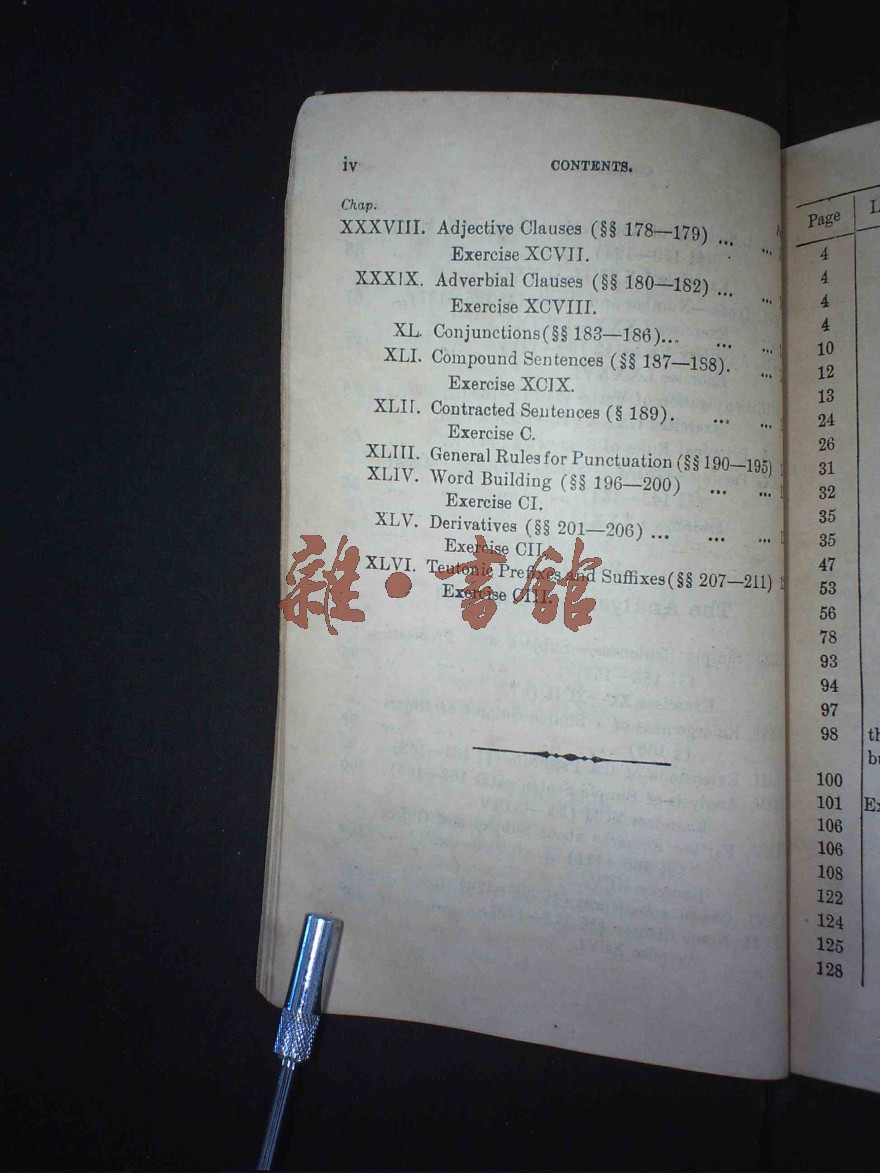 iv CONTENTS.
Chap.
XXXVIII. Adjective Clauses (§§ 178—179) ... ...
Exercise XCVII.
XXXIX. Adverbial Clauses (§§ 180—182) ... ...
Exercise XCVIII.
XL. Conjunctions (§§ 183—186)... ... ...
XLI. Compound Sentences (§§ 187—188). ...
Exercise XCIX.
XLII. Contracted Sentences (§ 189). ... ...
Exercise C.
XLIII. General Rules for Punctuation (§§ 190—195)
XLIV. Word Building (§§ 196—200) ... ...
Exercise CI.
XLV. Derivatives (§§ 201—206) ... ... ...
Exercise CII.
XLVI. Teutonic Prefixes and Suffixes (§§ 207—211)
Exercise CIII.
雜·書館
Page
4
4
4
4
10
12
13
24
26
31
32
35
35
47
53
56
78
93
94
97
98
100
101
106
106
108
122
124
125
128